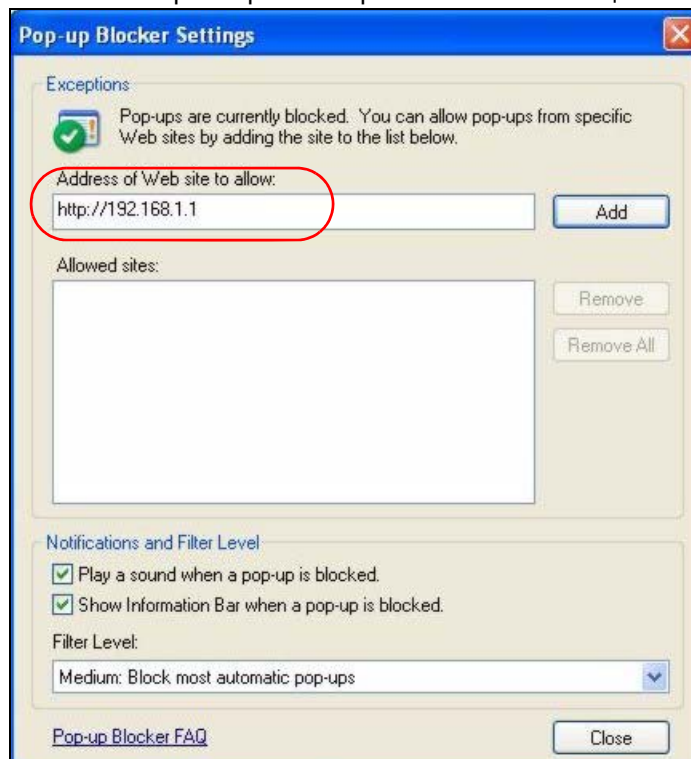 Pop-up Blocker Settings
Exceptions
Pop-ups are currently blocked. You can allow pop-ups from specific
Web sites by adding the site to the list below.
Address of Web site to allow:
http://192.168.1.1
Add
Allowed sites:
Remove
Remove All
Notifications and Filter Level
Play a sound when a pop-up is blocked.
Show Information Bar when a pop-up is blocked.
Filter Level:
Medium: Block most automatic pop-ups
Pop-up Blocker FAQ
Close